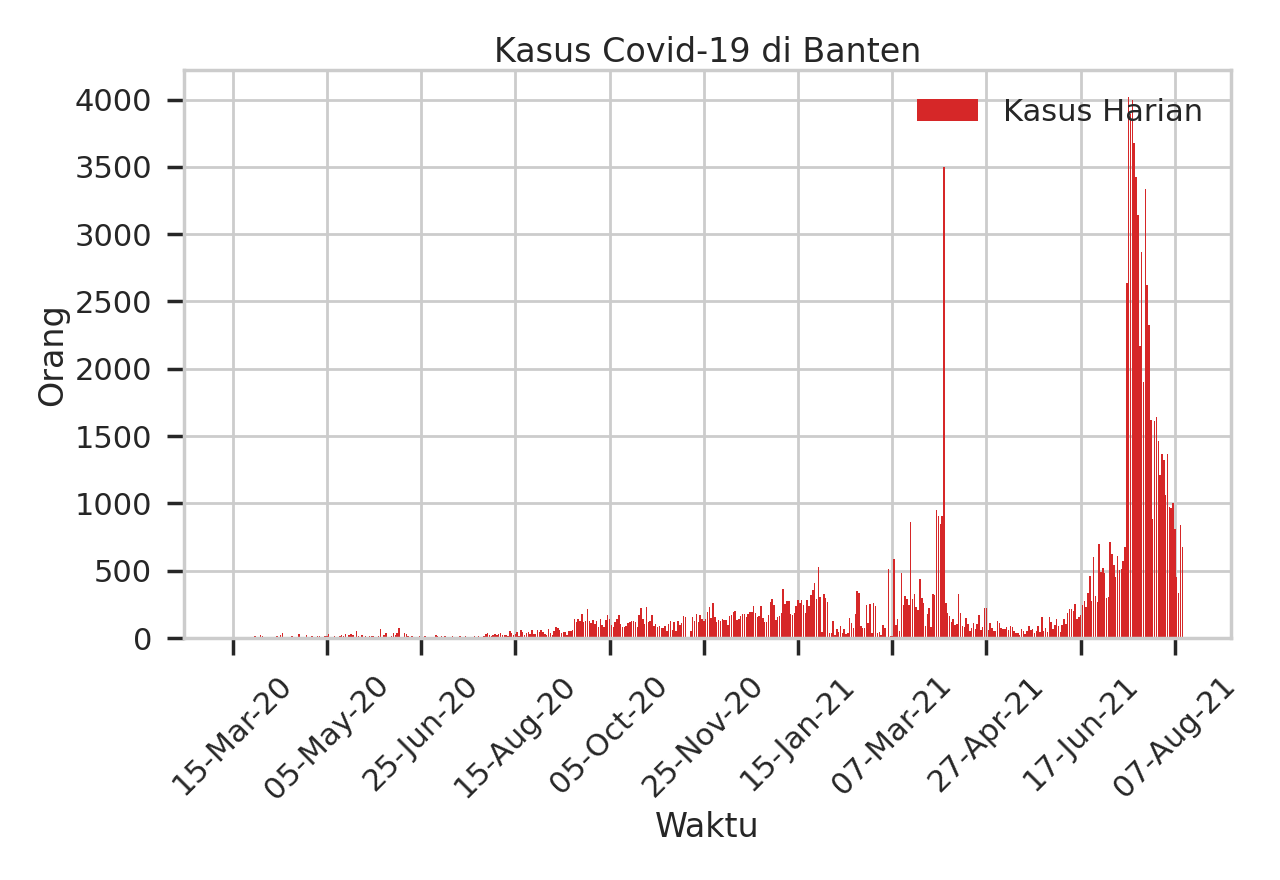 Kasus Covid-19 di Banten
Kasus Harian
4000
3500
3000
2500
2000
1500
1000
500
0
Orang
15-Mar-20
05-May-20
25-Jun-20
15-Aug-20
05-Oct-20
25-Nov-20
15-Jan-21
07-Mar-21
27-Apr-21
17-Jun-21
07-Aug-21
Waktu